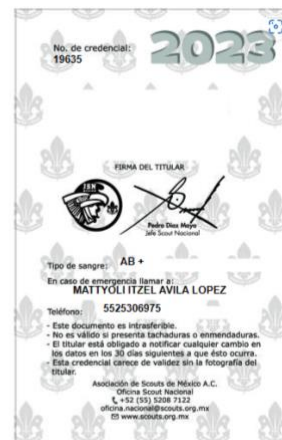 2023
No. de credencial:
19635
FIRMA DEL TITULAR
Pedro Díaz Maya
Jefe Scout Nacional
Tipo de sangre: AB +
En caso de emergencia llamar a:
MATTYOLI ITZEL AVILA LOPEZ
Teléfono: 5525306975
- Este documento es intrasferible.
- No es válido si presenta tachaduras o enmendaduras.
- El titular está obligado a notificar cualquier cambio en
los datos en los 30 días siguientes a que ésto ocurra.
- Esta credencial carece de validez sin la fotografía del
titular.
Asociación de Scouts de México A.C.
Oficina Scout Nacional
+52 (55) 5208 7122
oficina.nacional@scouts.org.mx
www.scouts.org.mx